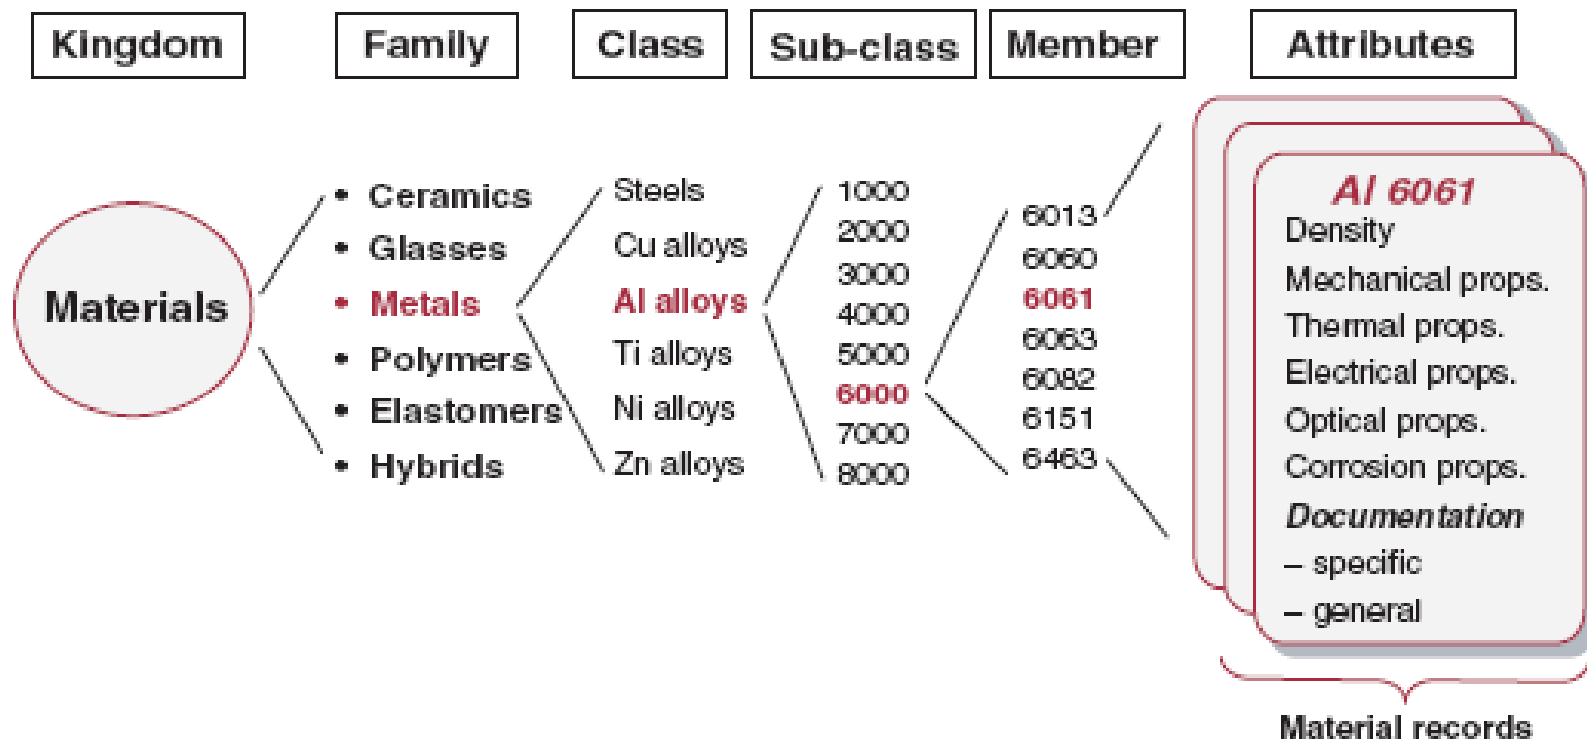 Kingdom
Family
Class
Sub-class
Member
Attributes
Materials
• Ceramics
• Glasses
• Metals
• Polymers
• Elastomers
• Hybrids
Steels
Cu alloys
Al alloys
Ti alloys
Ni alloys
Zn alloys
1000
2000
3000
4000
5000
6000
7000
8000
6013
6060
6061
6063
6082
6151
6463
Al 6061
Density
Mechanical props.
Thermal props.
Electrical props.
Optical props.
Corrosion props.
Documentation
– specific
– general
Material records